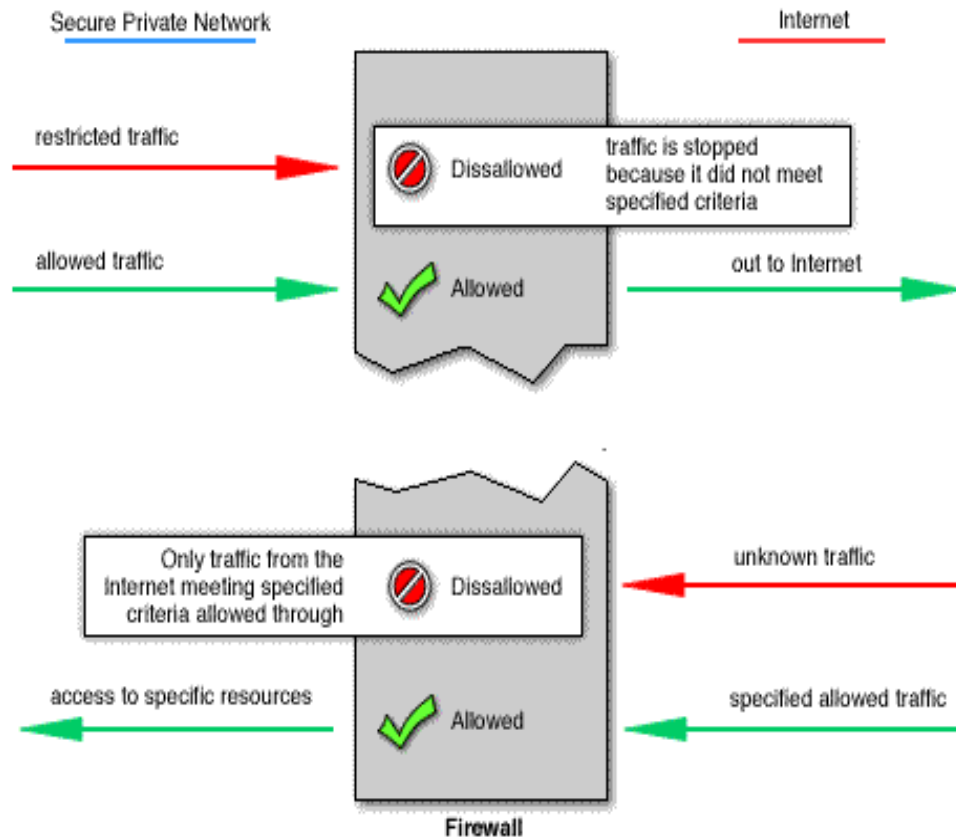 Secure Private Network
Internet
restricted traffic
Dissallowed
traffic is stopped
because it did not meet
specified criteria
allowed traffic
Allowed
out to Internet
Only traffic from the
Internet meeting specified
criteria allowed through
Dissallowed
unknown traffic
access to specific resources
Allowed
specified allowed traffic
Firewall